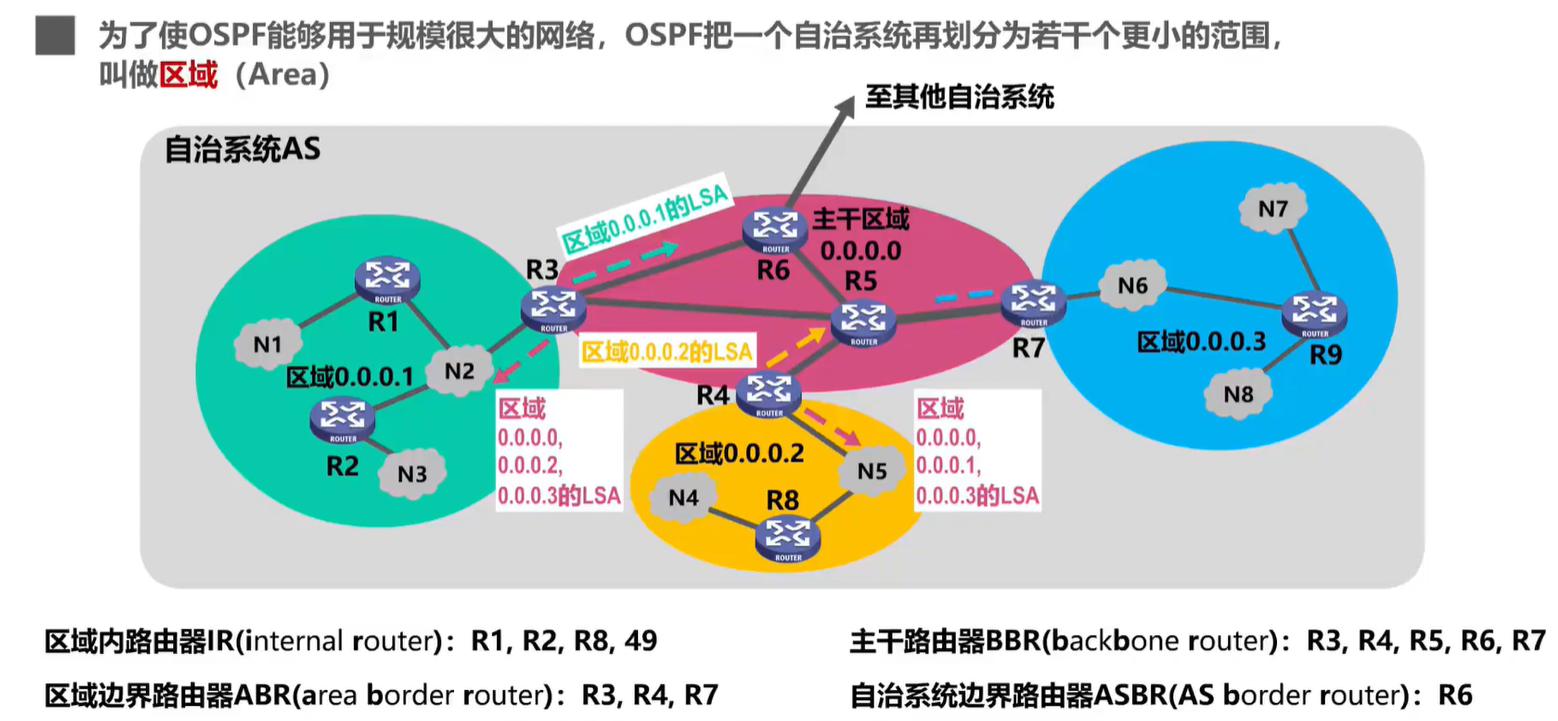 为了使OSPF能够用于规模很大的网络，OSPF把一个自治系统再划分为若干个更小的范围，
叫做区域（Area）
至其他自治系统
自治系统AS
区域0.0.0.1的LSA
主干区域
0.0.0.0
ROUTER
R6
R5
ROUTER
R3
ROUTER
ROUTER
R1
N1
N2
区域0.0.0.1
ROUTER
R2
N3
区域0.0.0.2的LSA
区域
0.0.0.0,
0.0.0.2,
0.0.0.3的LSA
R4
ROUTER
区域0.0.0.2
N5
N4
R8
ROUTER
区域
0.0.0.0,
0.0.0.1,
0.0.0.3的LSA
ROUTER
R7
N6
N7
区域0.0.0.3
ROUTER
R9
N8
区域内路由器IR(internal router)：R1, R2, R8, 49
主干路由器BBR(backbone router)：R3, R4, R5, R6, R7
区域边界路由器ABR(area border router)：R3, R4, R7
自治系统边界路由器ASBR(AS border router)：R6